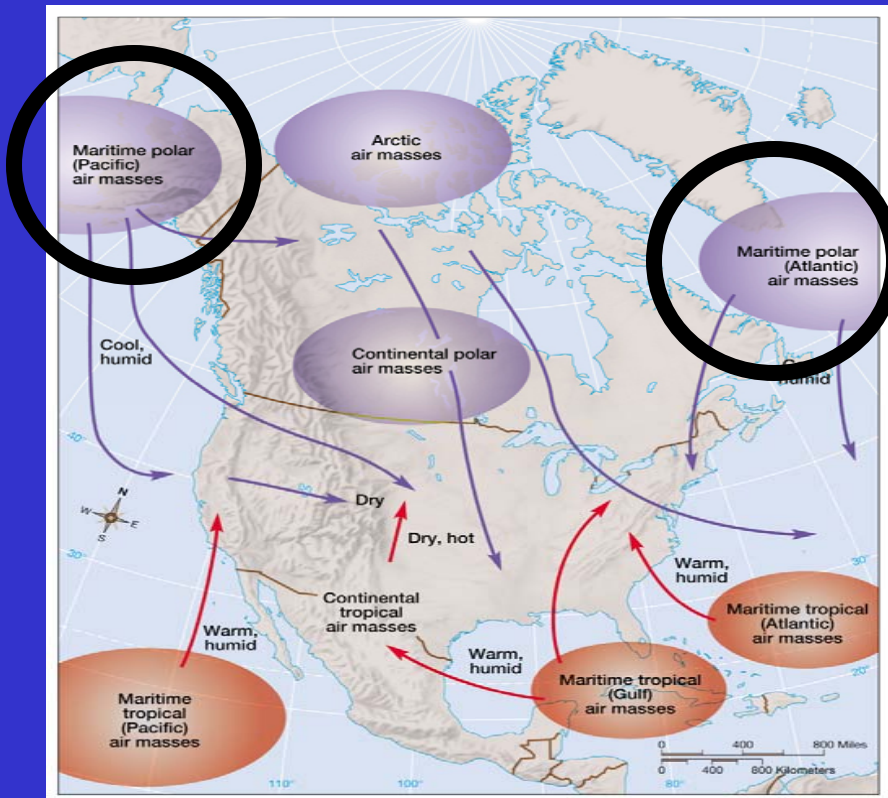 Maritime polar
(Pacific)
air masses
Arctic
air masses
Maritime polar
(Atlantic)
air masses
Cool,
humid
Continental polar
air masses
humid
40°
N
W
E
S
Dry
Dry, hot
30°
Warm,
humid
Continental
tropical
air masses
Warm,
humid
Warm,
humid
30°
Maritime tropical
(Atlantic)
air masses
20°
Maritime
tropical
(Pacific)
air masses
Maritime tropical
(Gulf)
air masses
0 400 800 Miles
0 400 800 Kilometers
110°
100°
80°